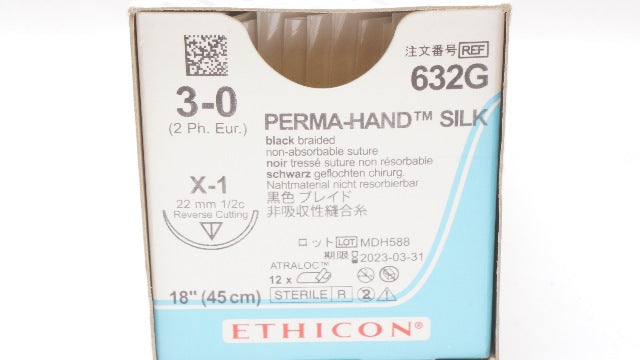 注文番号 REF
632G
3-0
(2 Ph. Eur.)
PERMA-HAND™ SILK
black braided
non-absorbable suture
noir tressé suture non résorbable
schwarz geflochten chirurg.
Nahtmaterial nicht resorbierbar
黒色 ブレイド
非吸収性縫合糸
X-1
22 mm 1/2c
Reverse Cutting
ロット LOT MDH588
期限 2023-03-31
ATRALOC™
12 x
STERILE R 2
18" (45 cm)
ETHICON®